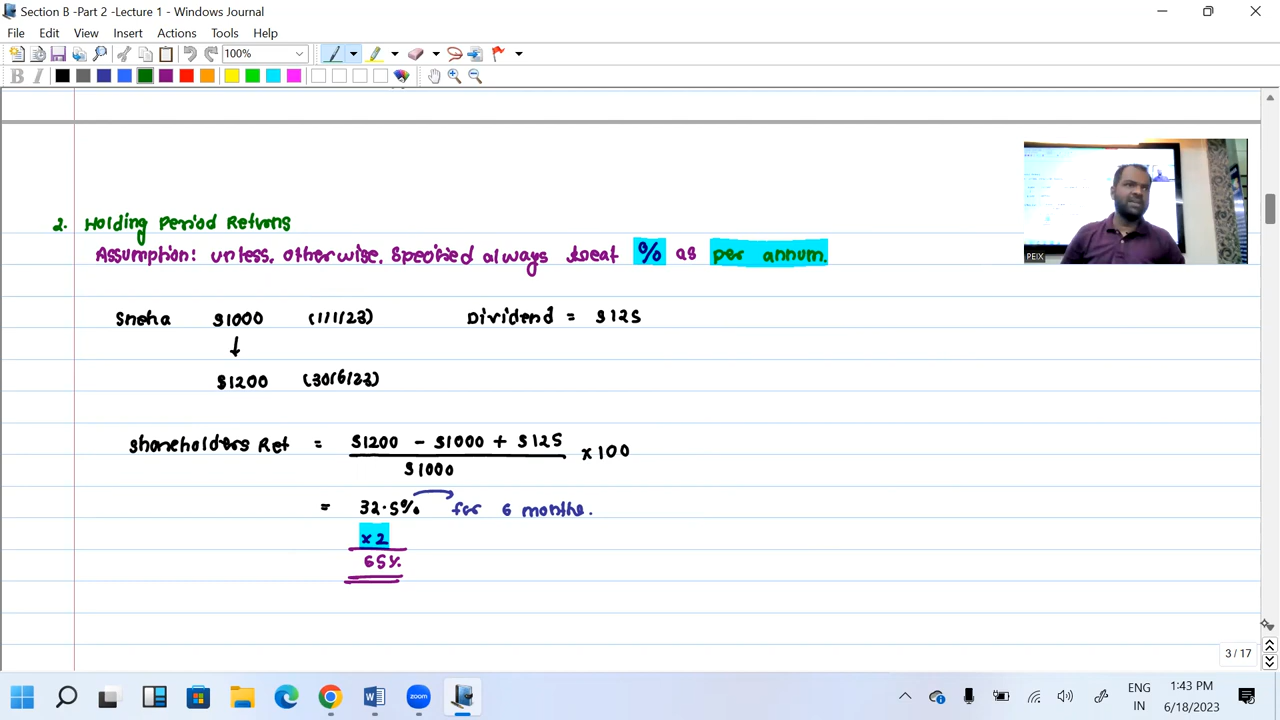 Section B -Part 2 -Lecture 1 - Windows Journal
File Edit View Insert Actions Tools Help
100%
B I
PEIX
2. Holding Period Returns
Assumption: unless, otherwise, specified always treat % as per annum.
Sneha $1000 (1/1/23) Dividend = $125
$1200 (30/6/23)
Shareholders Ret = $1200 - $1000 + $125 x 100
$1000
= 32.5% for 6 months.
x 2
65%
3 / 17
W zoom
ENG
IN
1:43 PM
6/18/2023